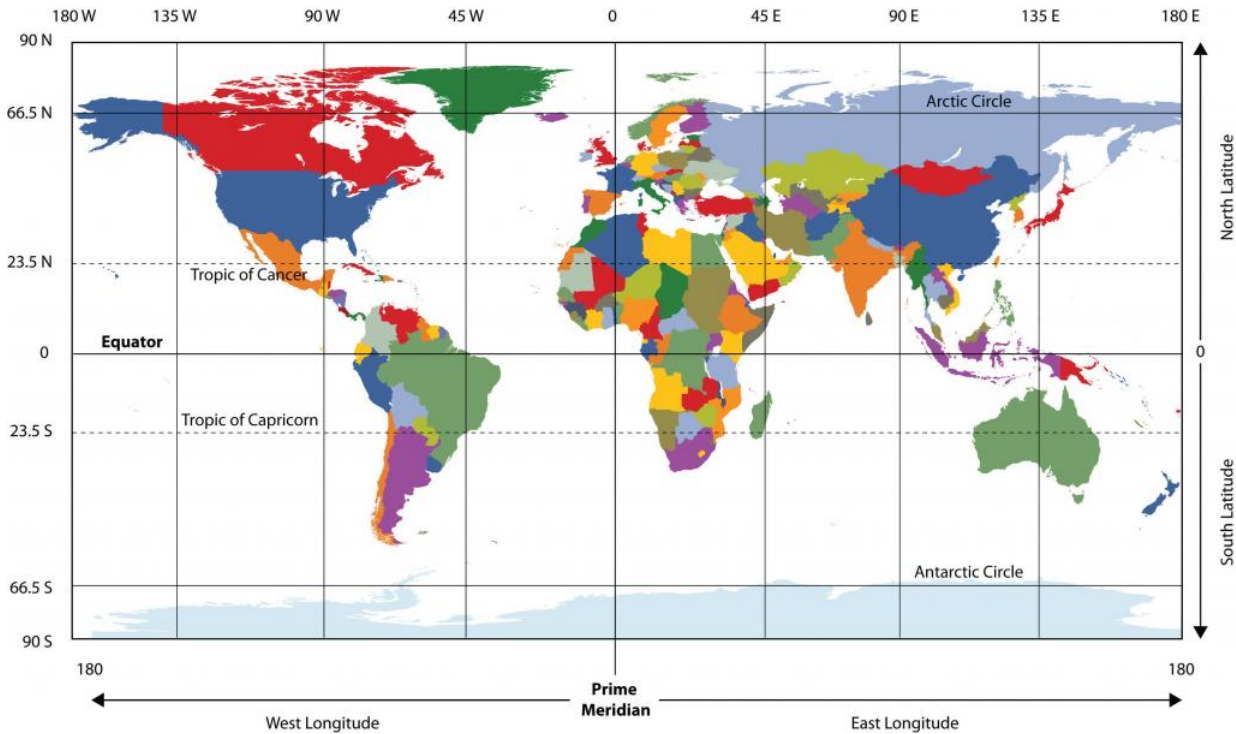 180 W 135 W 90 W 45 W 0 45 E 90 E 135 E 180 E
90 N
Arctic Circle
66.5 N
North Latitude
23.5 N
Tropic of Cancer
Equator
0
0
Tropic of Capricorn
23.5 S
South Latitude
Antarctic Circle
66.5 S
90 S
180
180
Prime
Meridian
West Longitude
East Longitude